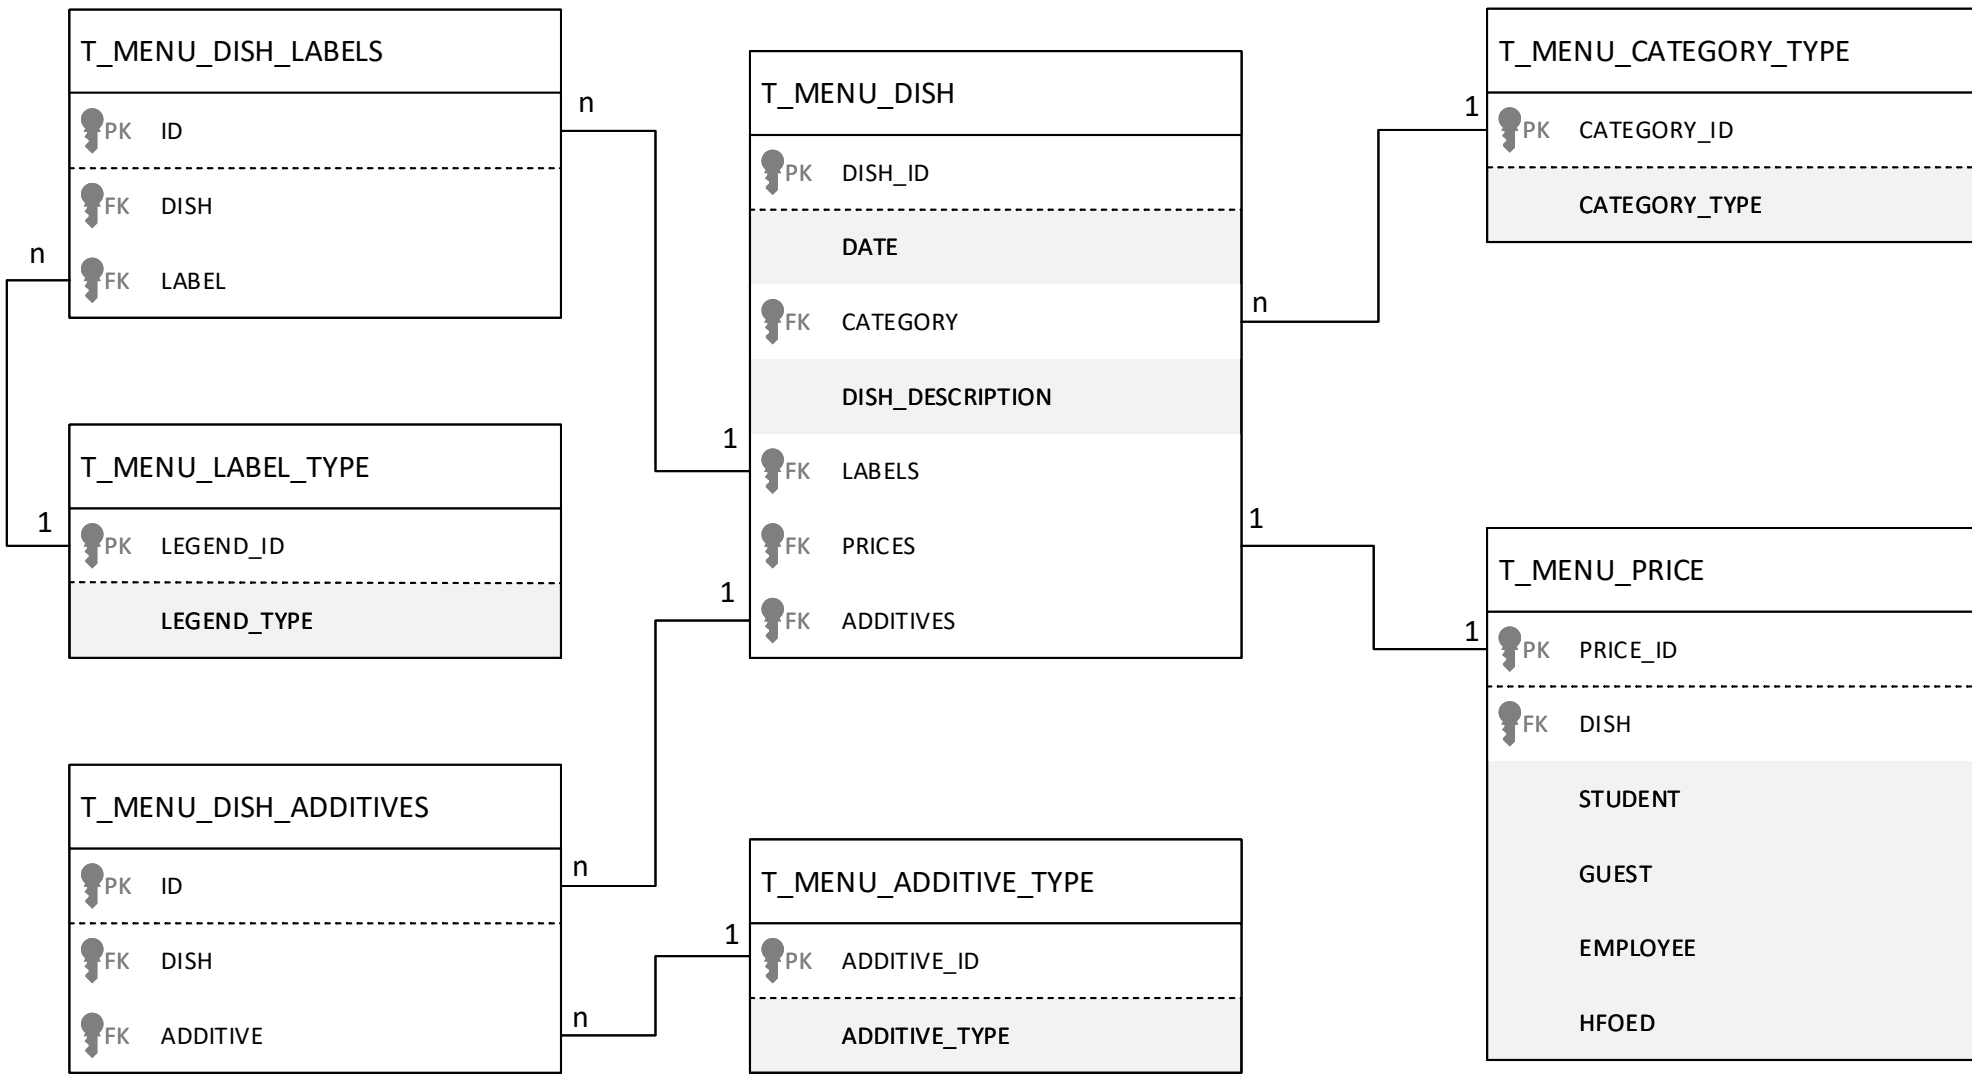 T_MENU_DISH_LABELS
PK ID
FK DISH
FK LABEL
n
n
T_MENU_LABEL_TYPE
1
PK LEGEND_ID
LEGEND_TYPE
T_MENU_DISH_ADDITIVES
PK ID
n
FK DISH
FK ADDITIVE
n
T_MENU_DISH
PK DISH_ID
DATE
FK CATEGORY
n
DISH_DESCRIPTION
1
FK LABELS
1
FK PRICES
1
FK ADDITIVES
T_MENU_ADDITIVE_TYPE
1
PK ADDITIVE_ID
ADDITIVE_TYPE
T_MENU_CATEGORY_TYPE
1
PK CATEGORY_ID
CATEGORY_TYPE
T_MENU_PRICE
1
PK PRICE_ID
FK DISH
STUDENT
GUEST
EMPLOYEE
HFOED